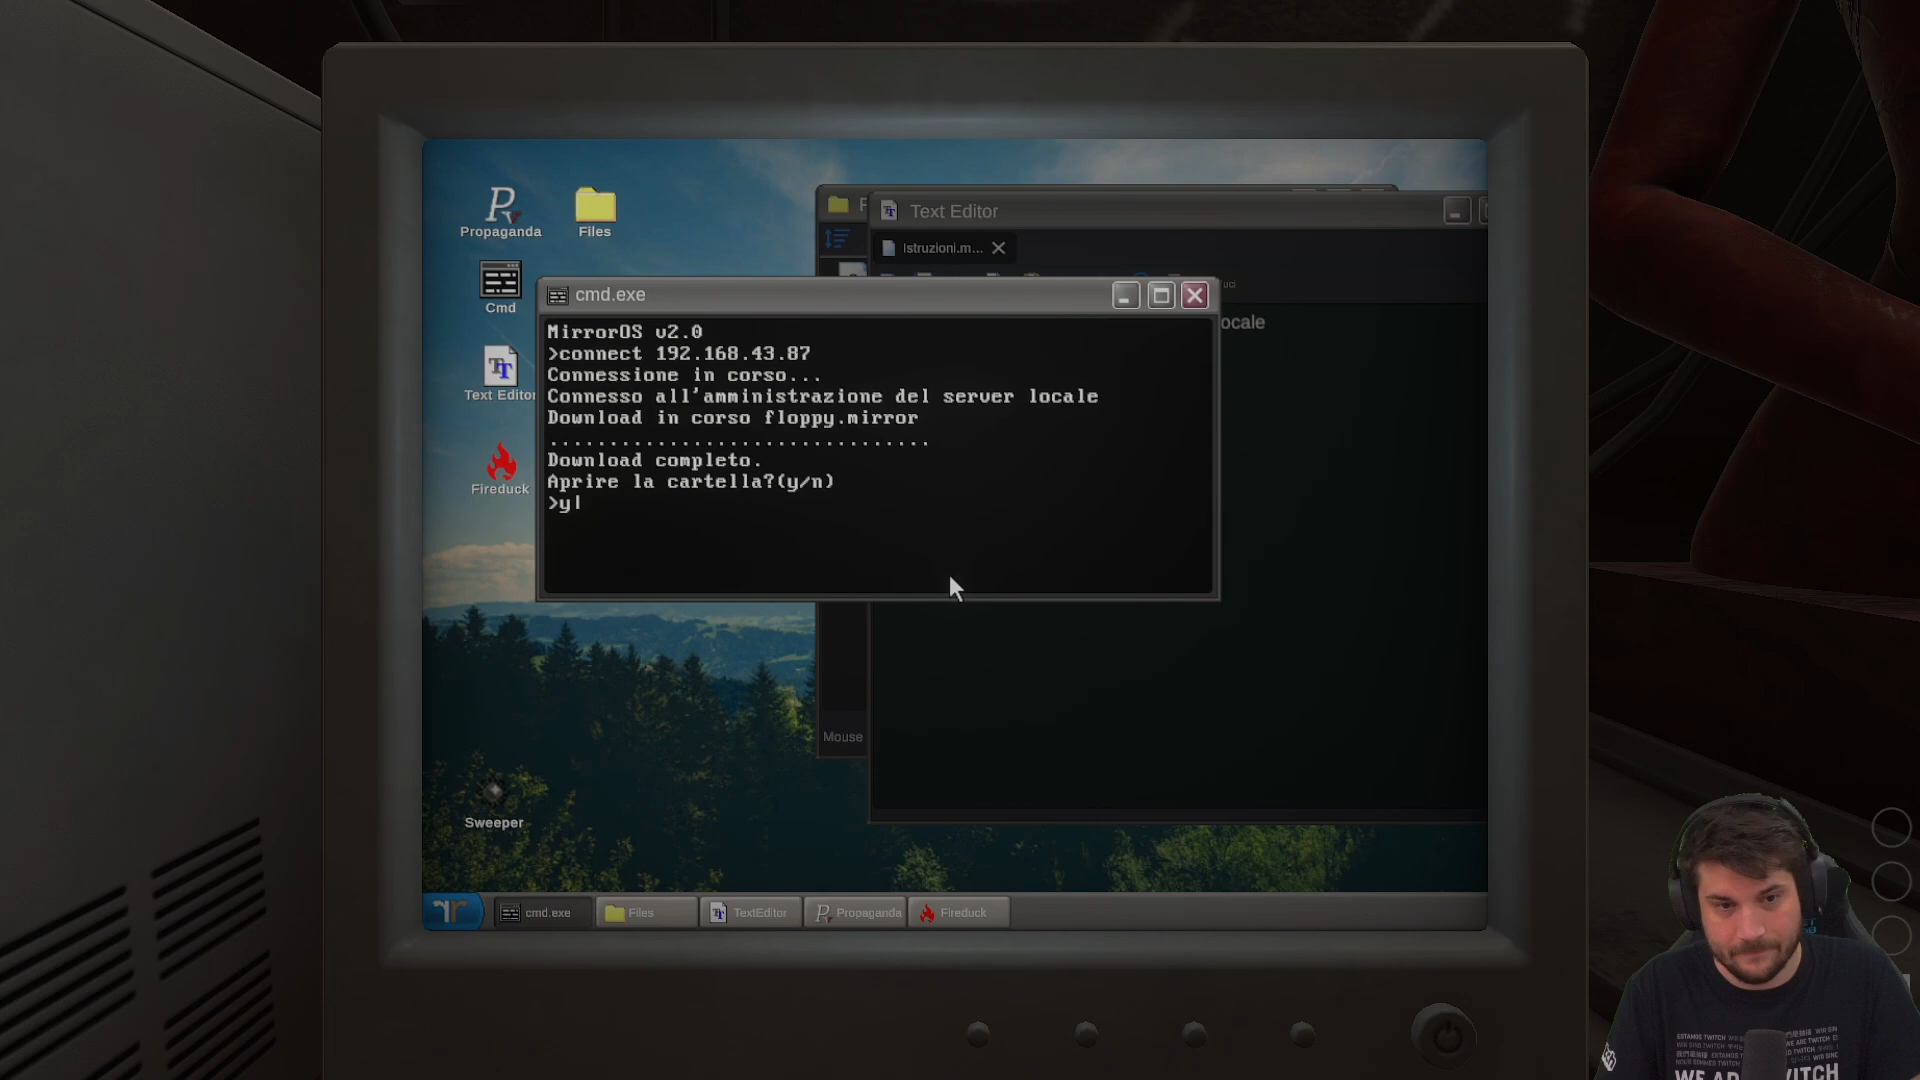 Propaganda
Files
Cmd
Text Editor
Fireduck
Sweeper
Text Editor
Istruzioni.m...
uci
ocale
Mouse
cmd.exe
MirrorOS v2.0
>connect 192.168.43.87
Connessione in corso...
Connesso all'amministrazione del server locale
Download in corso floppy.mirror
................................
Download completo.
Aprire la cartella?(y/n)
>y
cmd.exe
Files
TextEditor
Propaganda
Fireduck